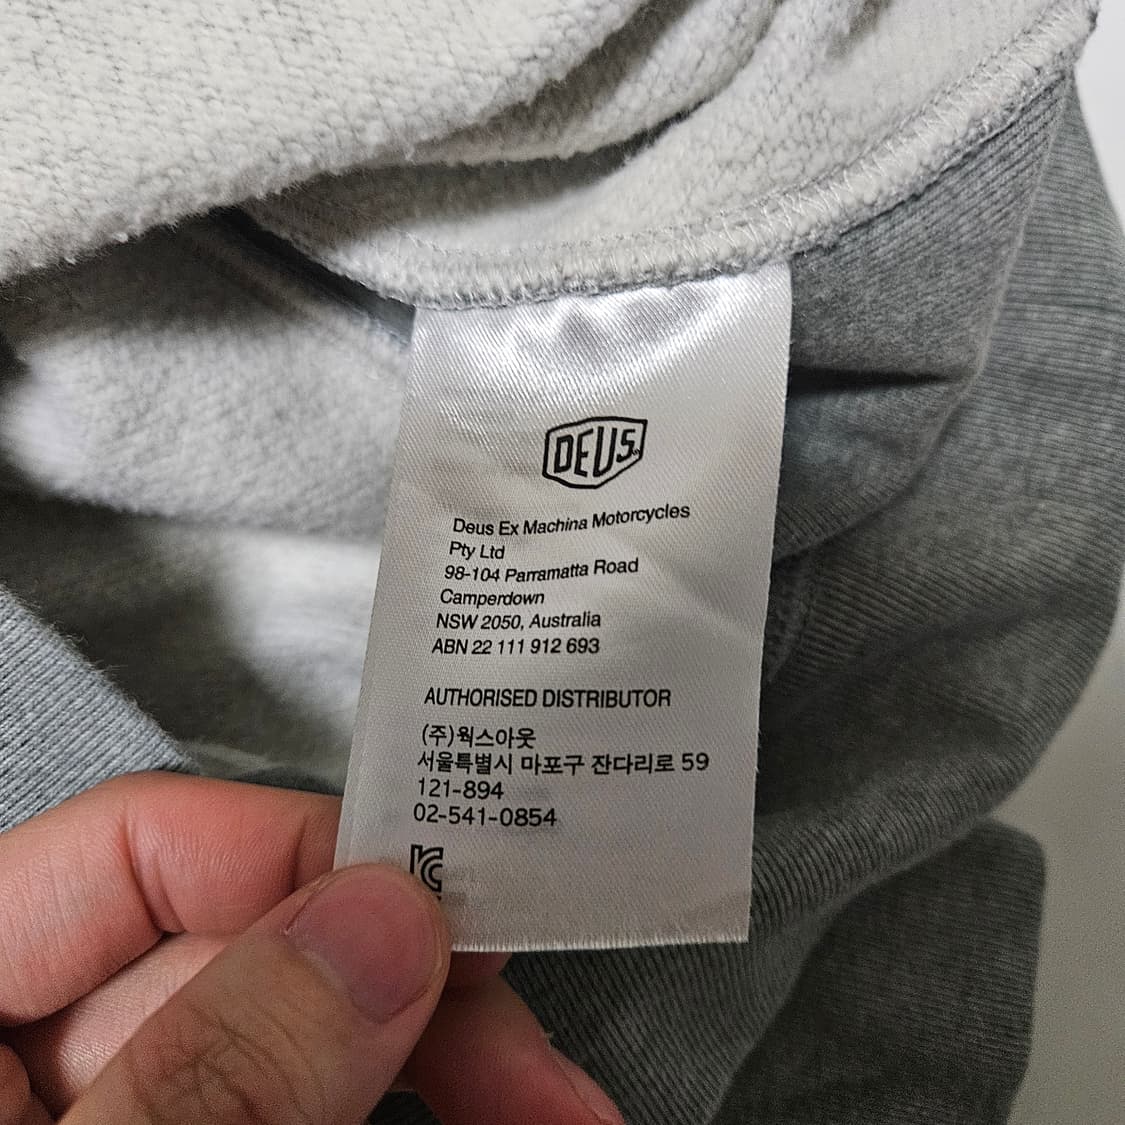 DEUS
Deus Ex Machina Motorcycles
Pty Ltd
98-104 Parramatta Road
Camperdown
NSW 2050, Australia
ABN 22 111 912 693
AUTHORISED DISTRIBUTOR
(주)웍스아웃
서울특별시 마포구 잔다리로 59
121-894
02-541-0854
KC